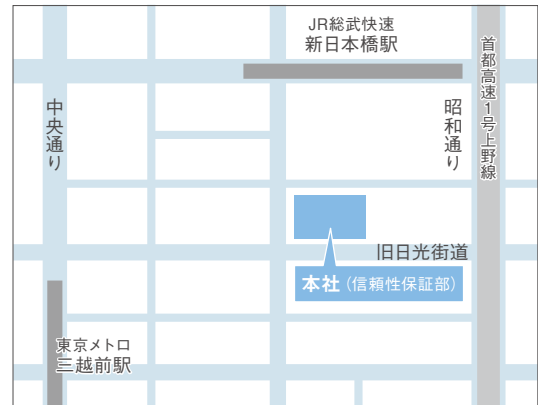 JR総武快速
新日本橋駅
首都高速1号上野線
中央通り
昭和通り
旧日光街道
本社（信頼性保証部）
東京メトロ
三越前駅